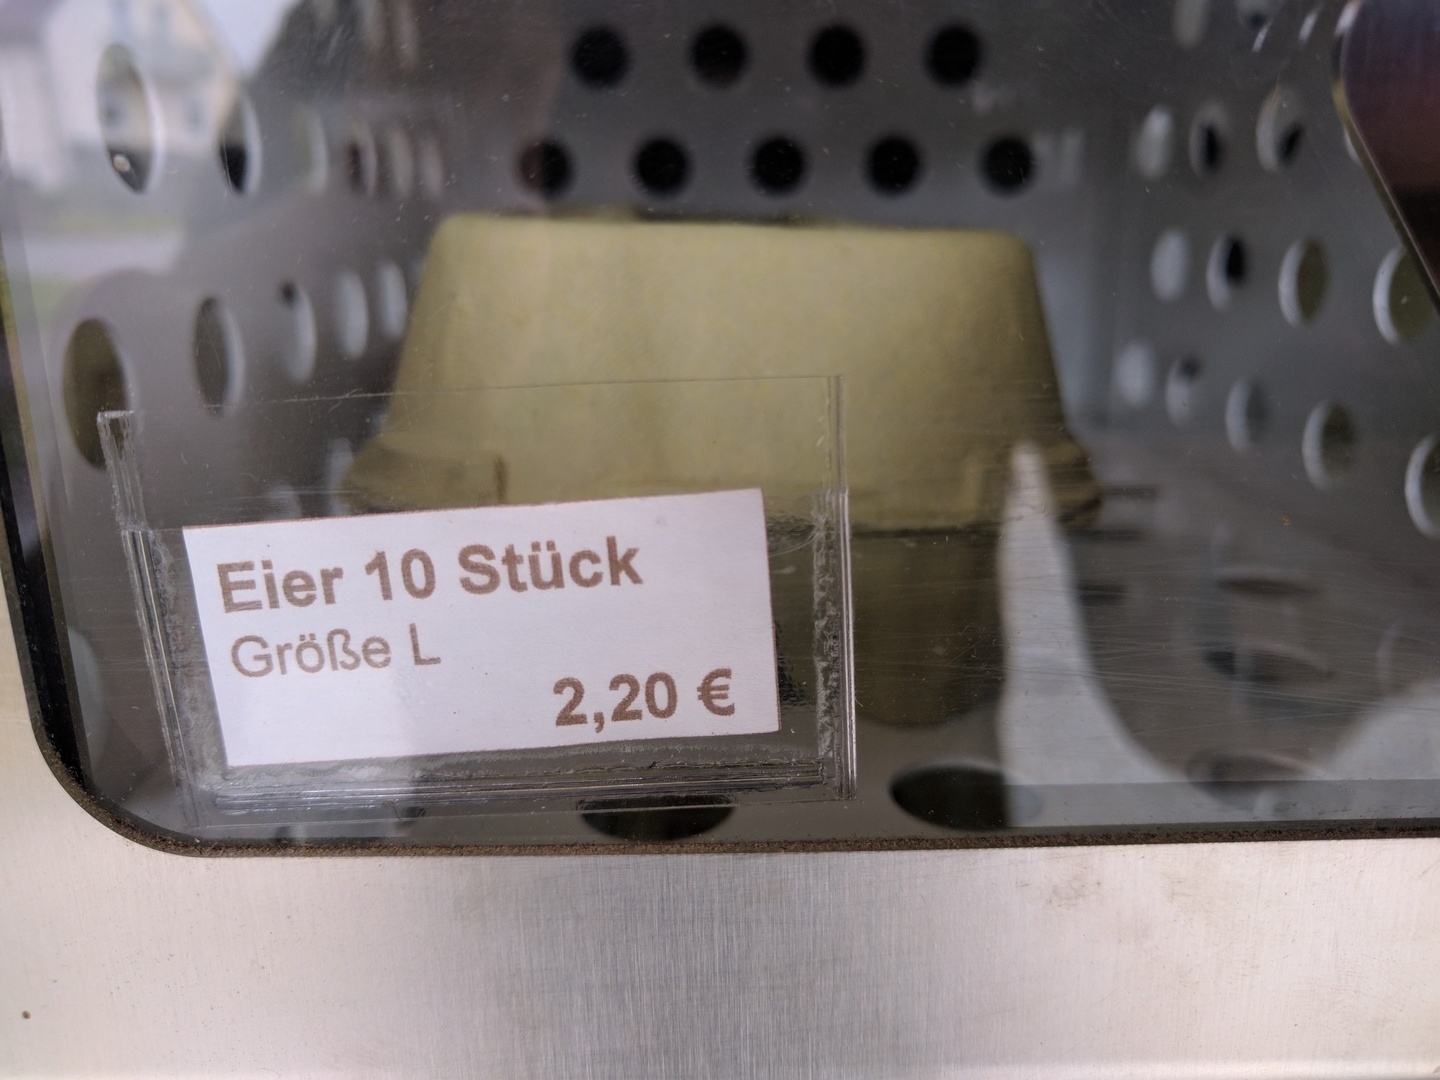 Eier 10 Stück
Größe L
2,20 €